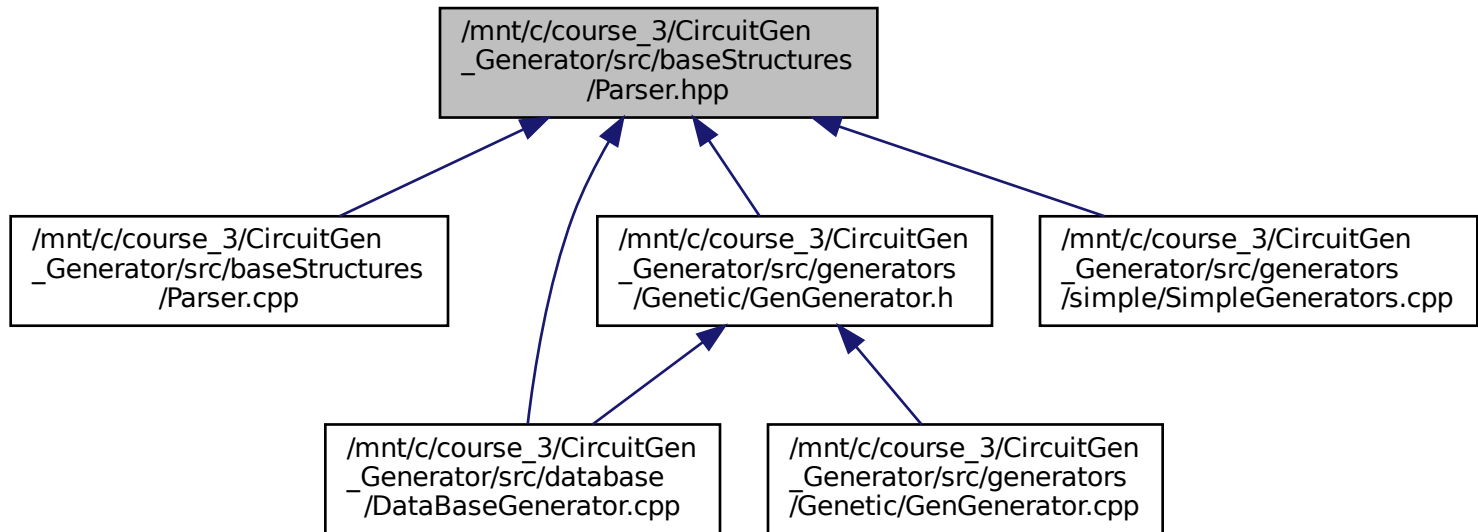 /mnt/c/course_3/CircuitGen
_Generator/src/baseStructures
/Parser.hpp
/mnt/c/course_3/CircuitGen
_Generator/src/baseStructures
/Parser.cpp
/mnt/c/course_3/CircuitGen
_Generator/src/generators
/Genetic/GenGenerator.h
/mnt/c/course_3/CircuitGen
_Generator/src/generators
/simple/SimpleGenerators.cpp
/mnt/c/course_3/CircuitGen
_Generator/src/database
/DataBaseGenerator.cpp
/mnt/c/course_3/CircuitGen
_Generator/src/generators
/Genetic/GenGenerator.cpp